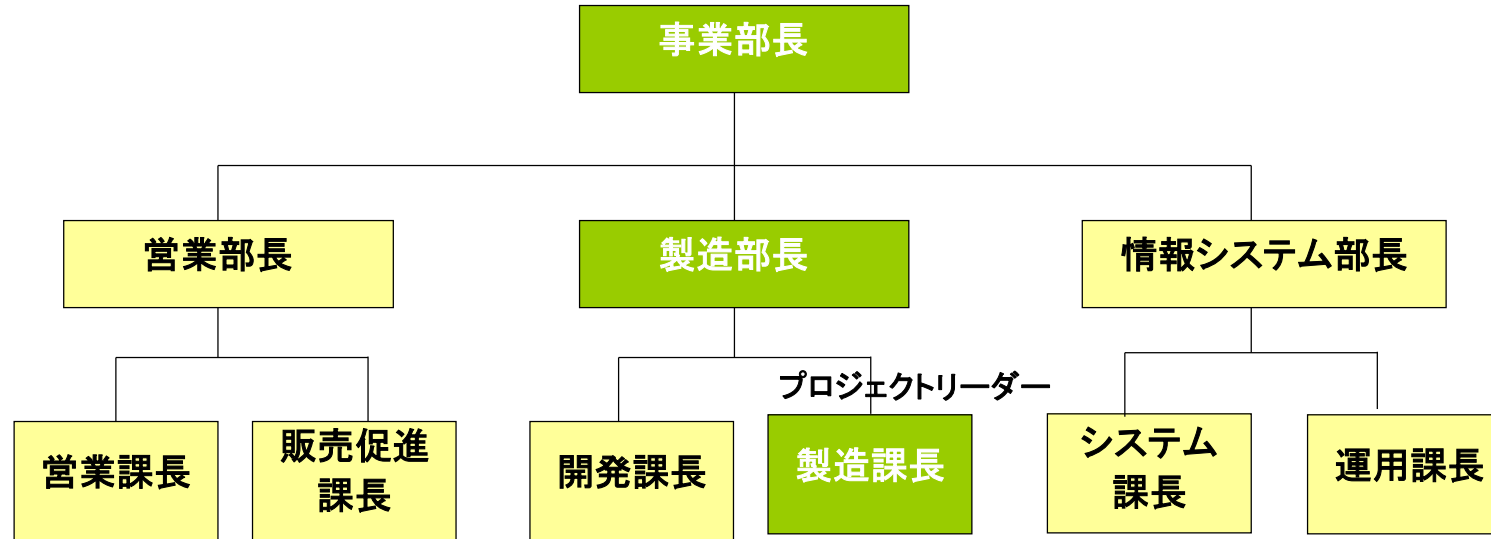 事業部長
営業部長
製造部長
情報システム部長
プロジェクトリーダー
営業課長
販売促進
課長
開発課長
製造課長
システム
課長
運用課長